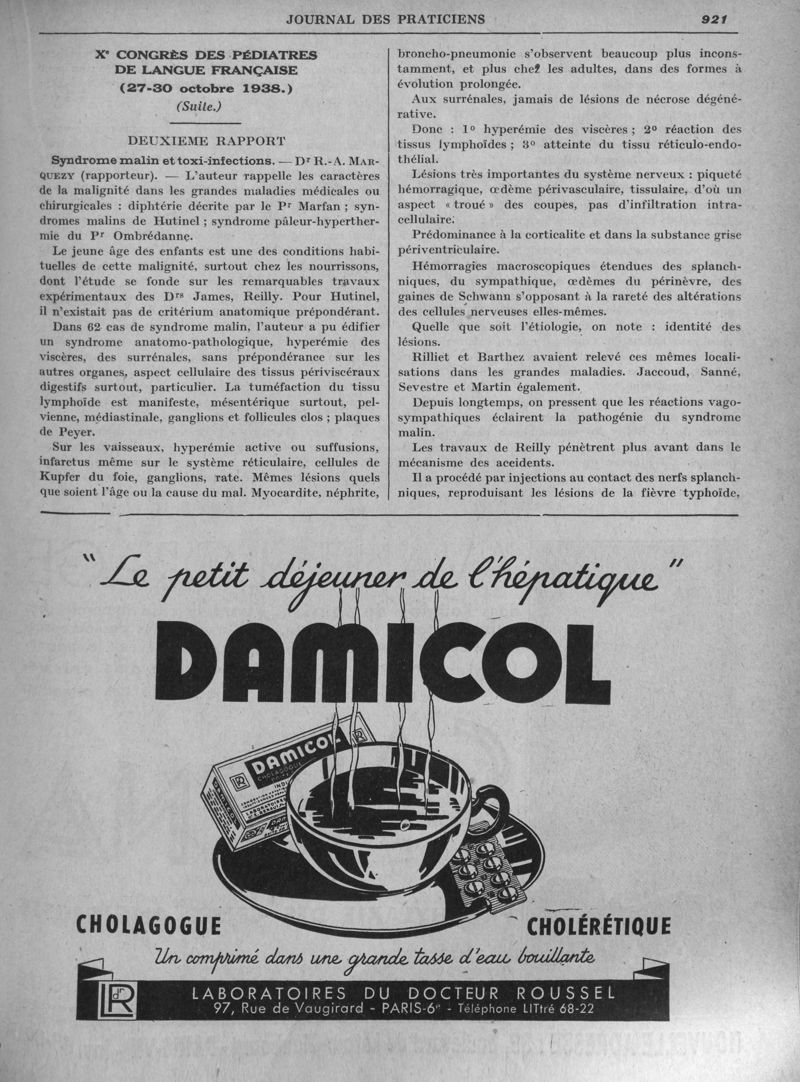 JOURNAL DES PRATICIENS
921
Xe CONGRÈS DES PÉDIATRES
DE LANGUE FRANÇAISE
(27-30 octobre 1938.)
(Suite.)
DEUXIEME RAPPORT
Syndrome malin et toxi-infections. — Dr R.-A. MAR-
QUEZY (rapporteur). — L'auteur rappelle les caractères
de la malignité dans les grandes maladies médicales ou
chirurgicales : diphtérie décrite par le Pr Marfan ; syn-
dromes malins de Hutinel ; syndrome pâleur-hyperther-
mie du Pr Ombrédanne.
Le jeune âge des enfants est une des conditions habi-
tuelles de cette malignité, surtout chez les nourrissons,
dont l'étude se fonde sur les remarquables travaux
expérimentaux des Drs James, Reilly. Pour Hutinel,
il n'existait pas de critérium anatomique prépondérant.
Dans 62 cas de syndrome malin, l'auteur a pu édifier
un syndrome anatomo-pathologique, hyperémie des
viscères, des surrénales, sans prépondérance sur les
autres organes, aspect cellulaire des tissus périviscéraux
digestifs surtout, particulier. La tuméfaction du tissu
lymphoïde est manifeste, mésentérique surtout, pel-
vienne, médiastinale, ganglions et follicules clos ; plaques
de Peyer.
Sur les vaisseaux, hyperémie active ou suffusions,
infarctus même sur le système réticulaire, cellules de
Kupfer du foie, ganglions, rate. Mêmes lésions quels
que soient l'âge ou la cause du mal. Myocardite, néphrite,
broncho-pneumonie s'observent beaucoup plus incons-
tamment, et plus chez les adultes, dans des formes à
évolution prolongée.
Aux surrénales, jamais de lésions de nécrose dégéné-
rative.
Donc : 1o hyperémie des viscères ; 2o réaction des
tissus lymphoïdes ; 3o atteinte du tissu réticulo-endo-
thélial.
Lésions très importantes du système nerveux : piqueté
hémorragique, œdème périvasculaire, tissulaire, d'où un
aspect « troué » des coupes, pas d'infiltration intra-
cellulaire.
Prédominance à la corticalite et dans la substance grise
périventriculaire.
Hémorragies macroscopiques étendues des splanch-
niques, du sympathique, œdèmes du périnèvre, des
gaines de Schwann s'opposant à la rareté des altérations
des cellules nerveuses elles-mêmes.
Quelle que soit l'étiologie, on note : identité des
lésions.
Rilliet et Barthez avaient relevé ces mêmes locali-
sations dans les grandes maladies. Jaccoud, Sanné,
Sevestre et Martin également.
Depuis longtemps, on pressent que les réactions vago-
sympathiques éclairent la pathogénie du syndrome
malin.
Les travaux de Reilly pénètrent plus avant dans le
mécanisme des accidents.
Il a procédé par injections au contact des nerfs splanch-
niques, reproduisant les lésions de la fièvre typhoïde,
"Le petit déjeuner de l'hépatique"
DAMICOL
DAMICOL
CHOLAGOGUE
CHOLAGOGUE
CHOLÉRÉTIQUE
Un comprimé dans une grande tasse d'eau bouillante
dr LR
LABORATOIRES DU DOCTEUR ROUSSEL
97, Rue de Vaugirard - PARIS-6e - Téléphone LITtré 68-22